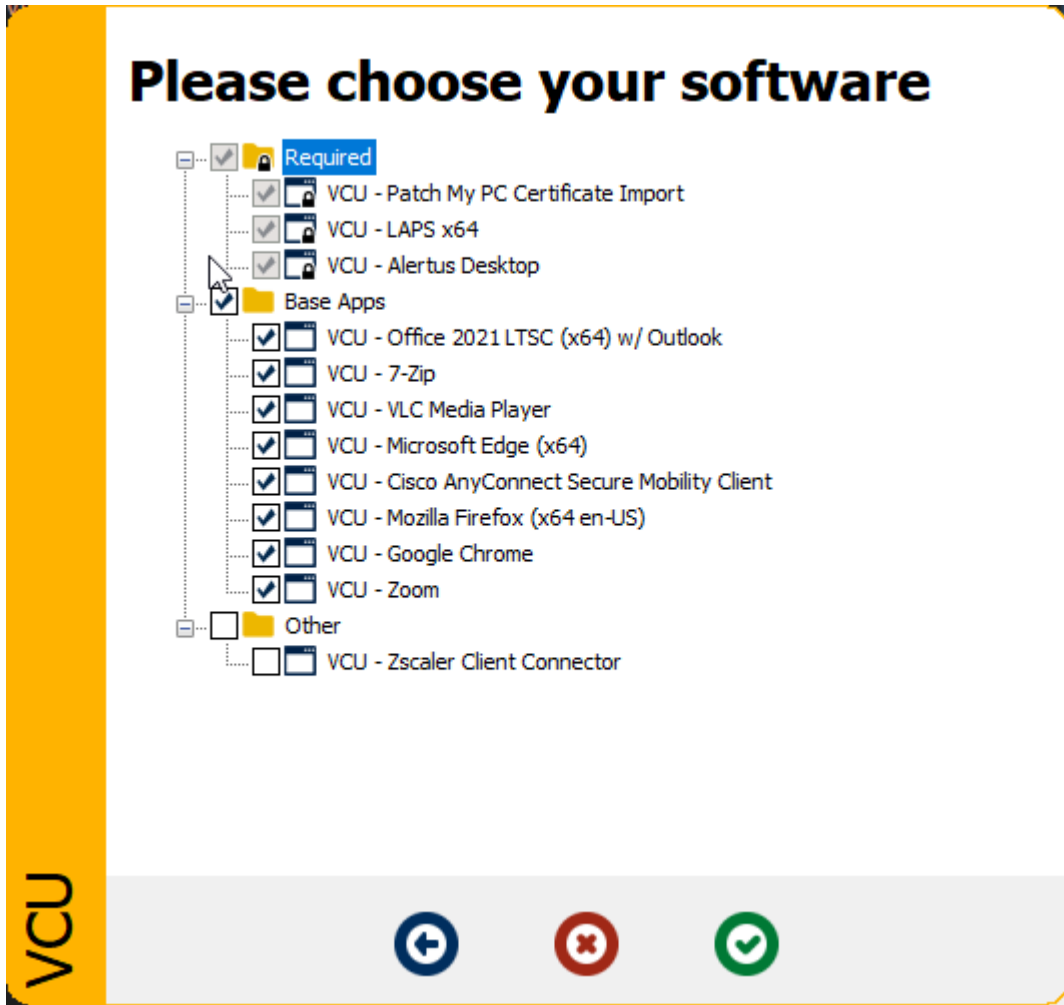 Please choose your software
Required
VCU - Patch My PC Certificate Import
VCU - LAPS x64
VCU - Alertus Desktop
Base Apps
VCU - Office 2021 LTSC (x64) w/ Outlook
VCU - 7-Zip
VCU - VLC Media Player
VCU - Microsoft Edge (x64)
VCU - Cisco AnyConnect Secure Mobility Client
VCU - Mozilla Firefox (x64 en-US)
VCU - Google Chrome
VCU - Zoom
Other
VCU - Zscaler Client Connector
VCU